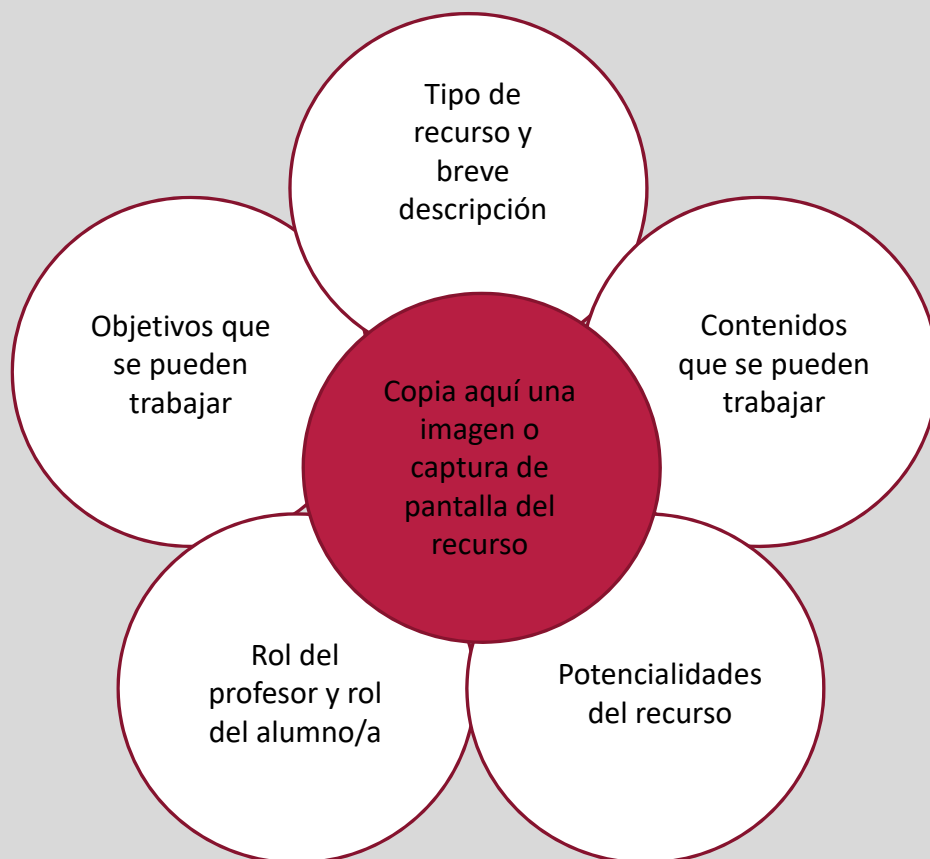 Tipo de
recurso y
breve
descripción
Objetivos que
se pueden
trabajar
Contenidos
que se pueden
trabajar
Copia aquí una
imagen o
captura de
pantalla del
recurso
Rol del
profesor y rol
del alumno/a
Potencialidades
del recurso